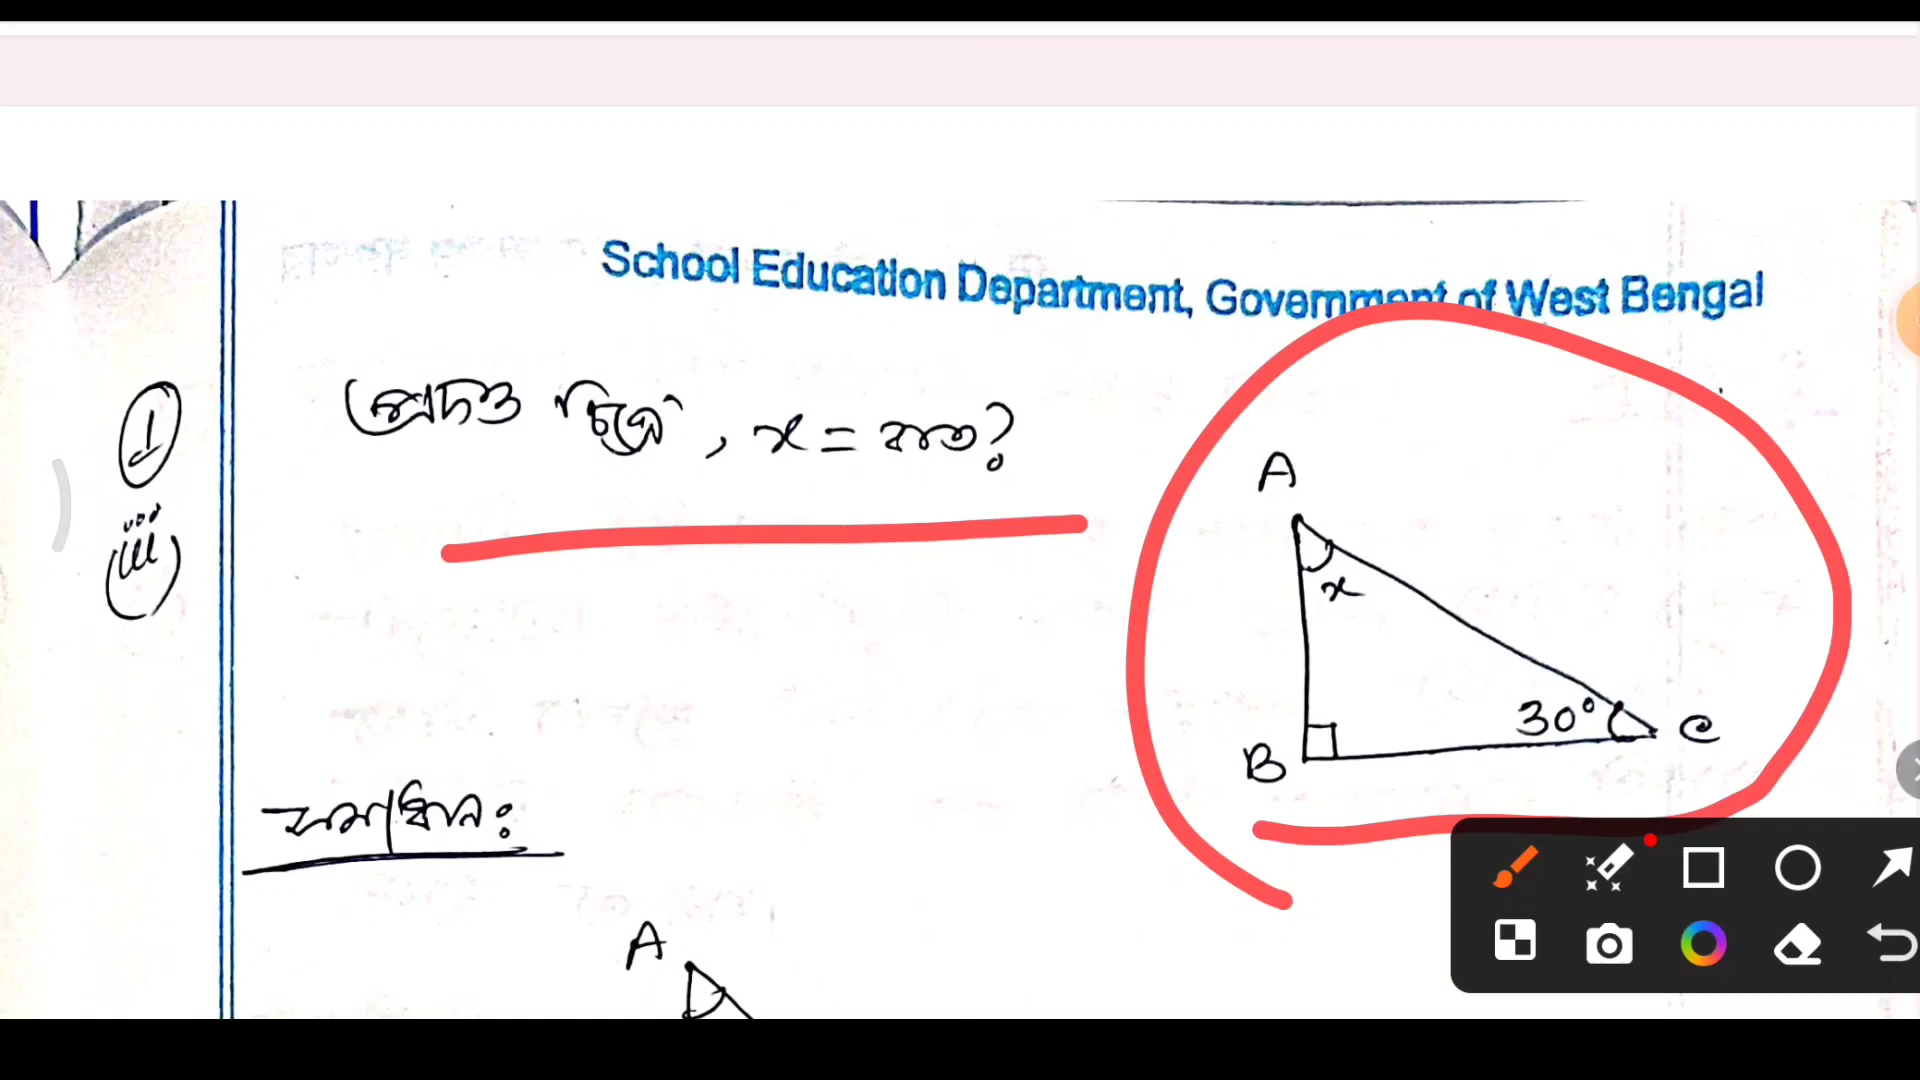 School Education Department, Government of West Bengal
① প্রদত্ত চিত্রে, x = কত?
(iii)
A
x
30° C
B
সমাধান:
A